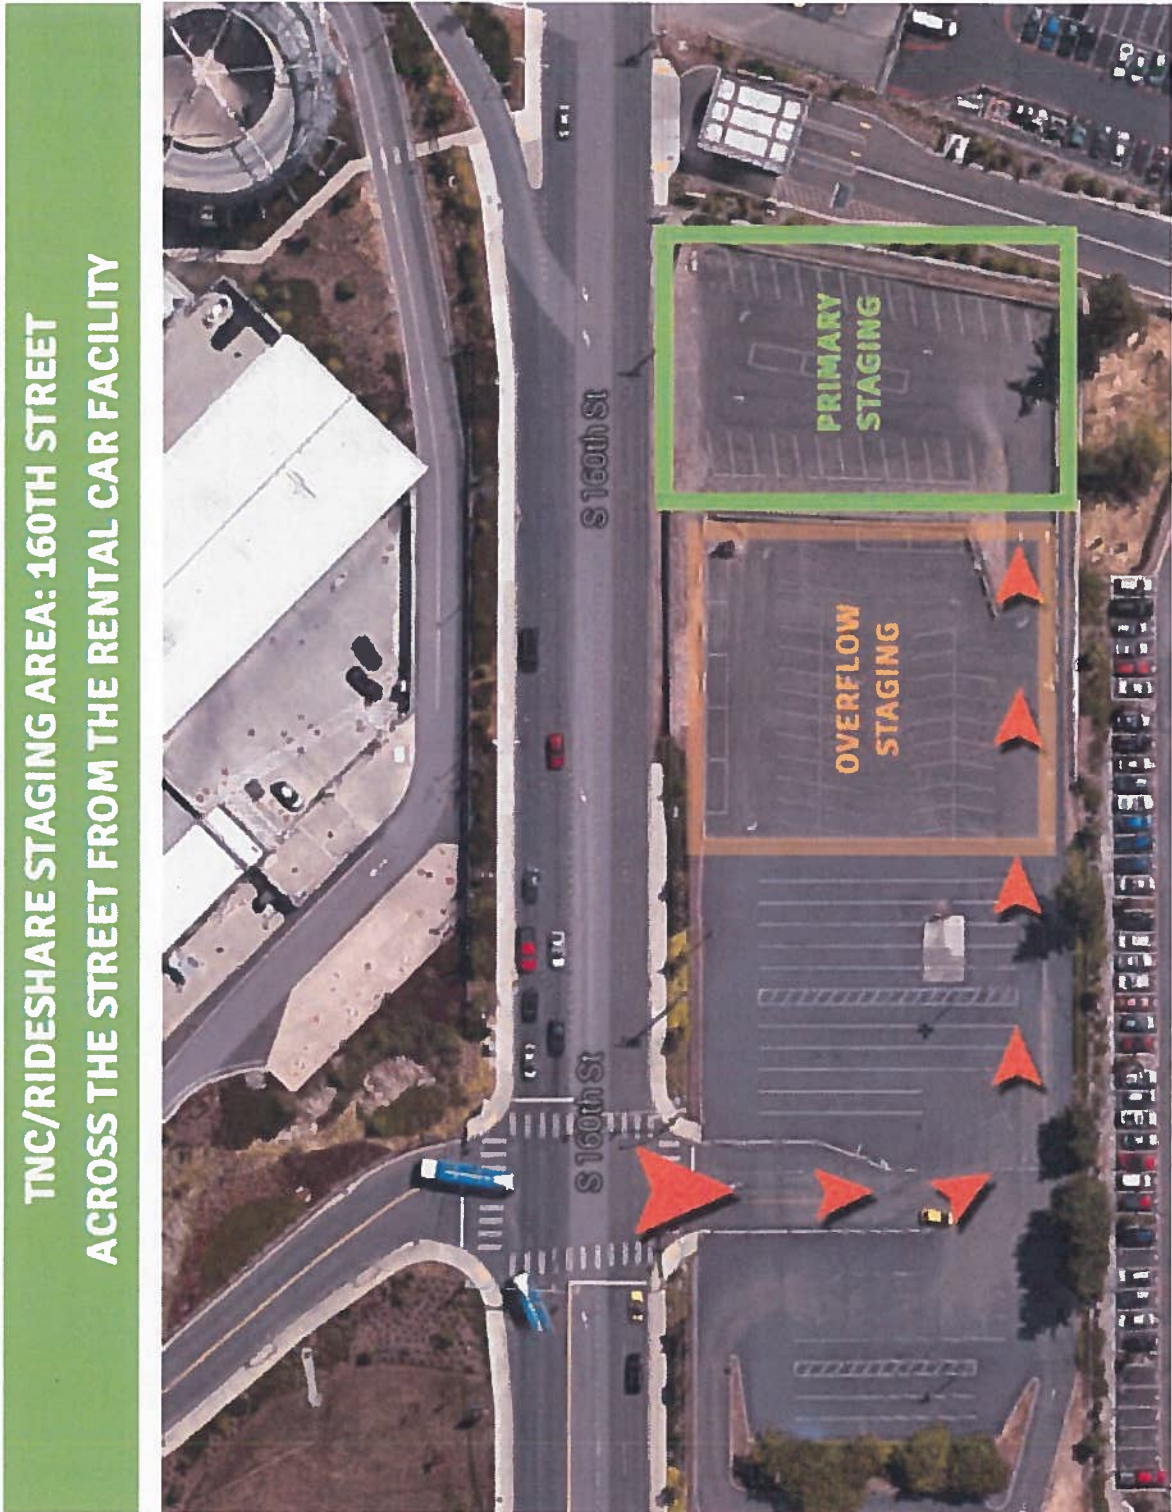 TNC/RIDESHARE STAGING AREA: 160TH STREET
ACROSS THE STREET FROM THE RENTAL CAR FACILITY
S 160th St
S 160th St
OVERFLOW
STAGING
PRIMARY
STAGING